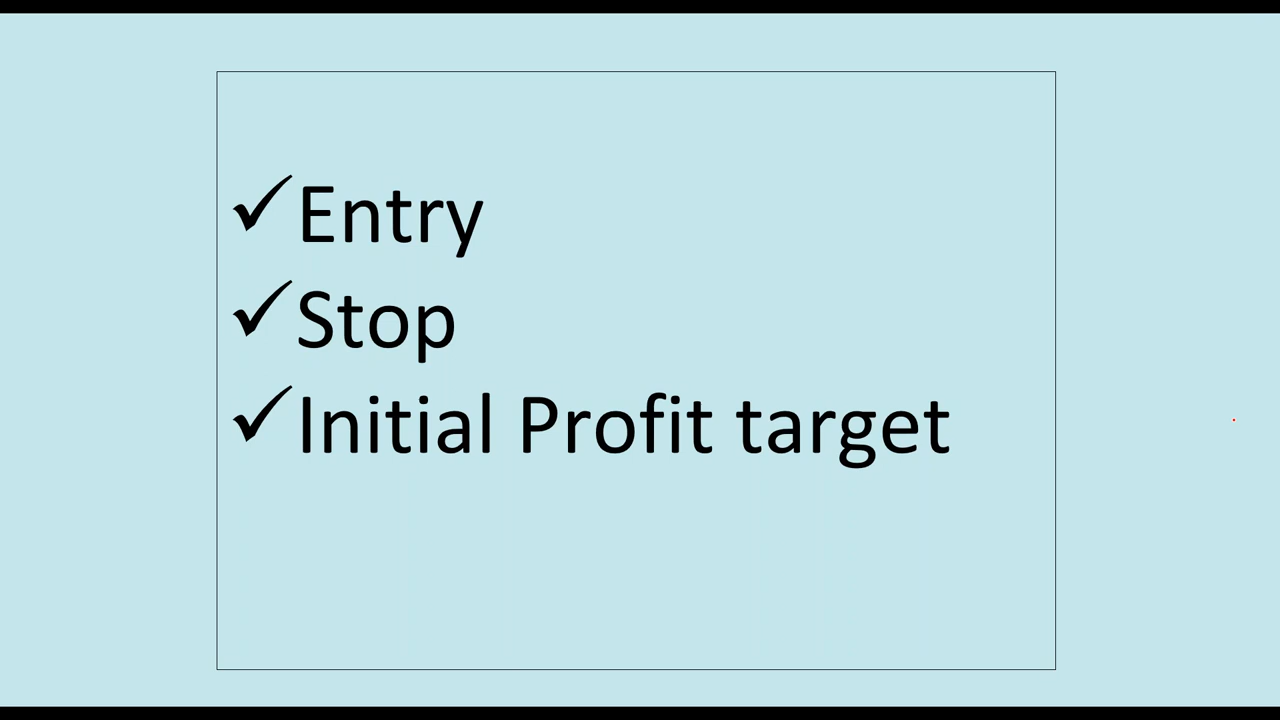 ✓Entry
✓Stop
✓Initial Profit target